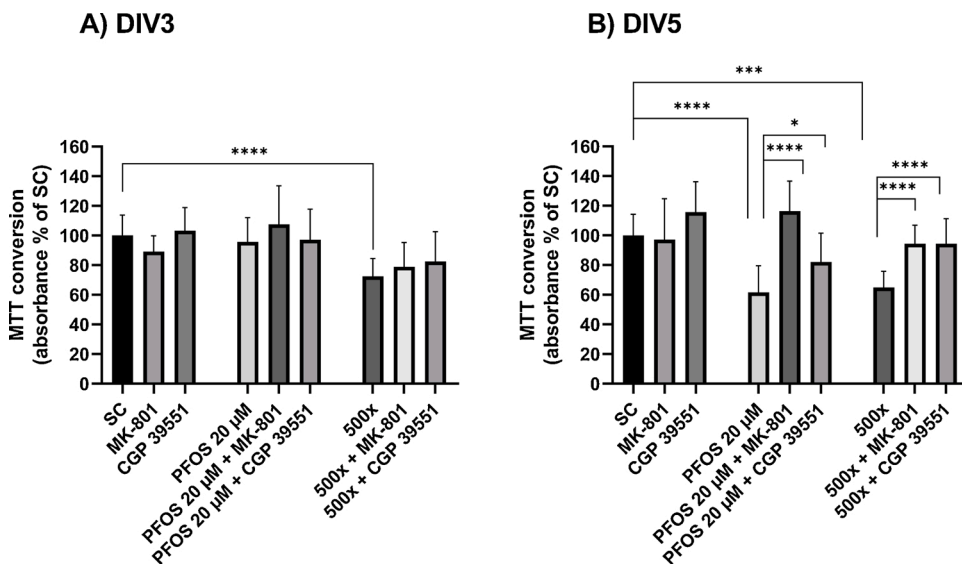 A) DIV3
B) DIV5
MTT conversion
(absorbance % of SC)
160
140
120
100
80
60
40
20
0
****
SC
MK-801
CGP 39551
PFOS 20 µM
PFOS 20 µM + MK-801
PFOS 20 µM + CGP 39551
500x
500x + MK-801
500x + CGP 39551
MTT conversion
(absorbance % of SC)
160
140
120
100
80
60
40
20
0
***
****
*
****
****
****
SC
MK-801
CGP 39551
PFOS 20 µM
PFOS 20 µM + MK-801
PFOS 20 µM + CGP 39551
500x
500x + MK-801
500x + CGP 39551